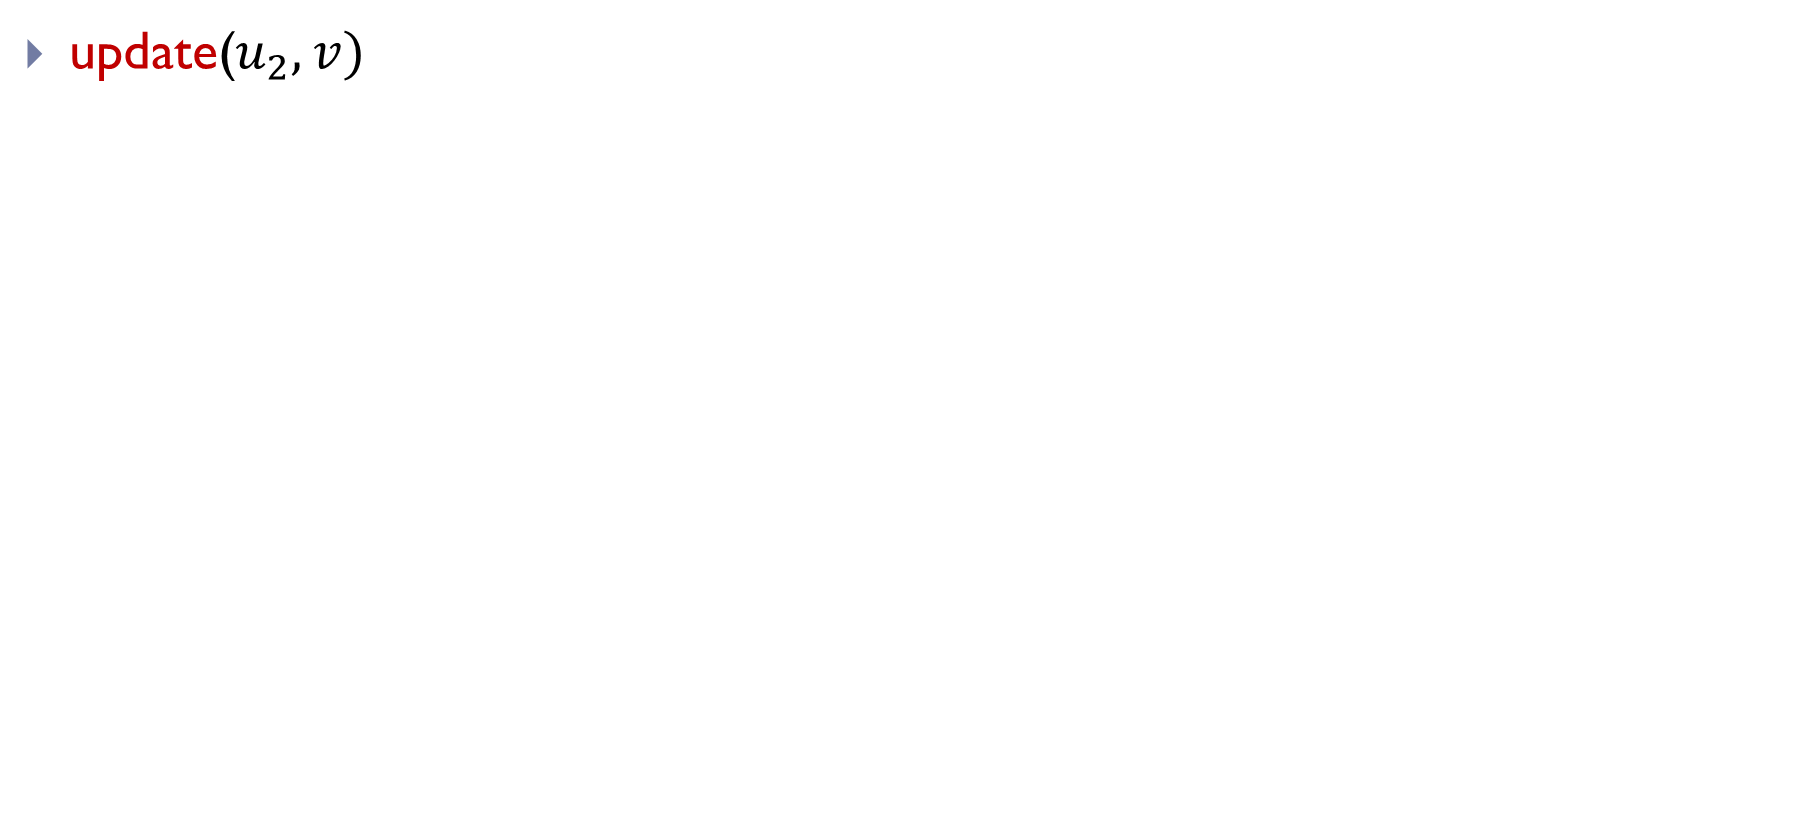 update(𝑢₂, 𝑣)